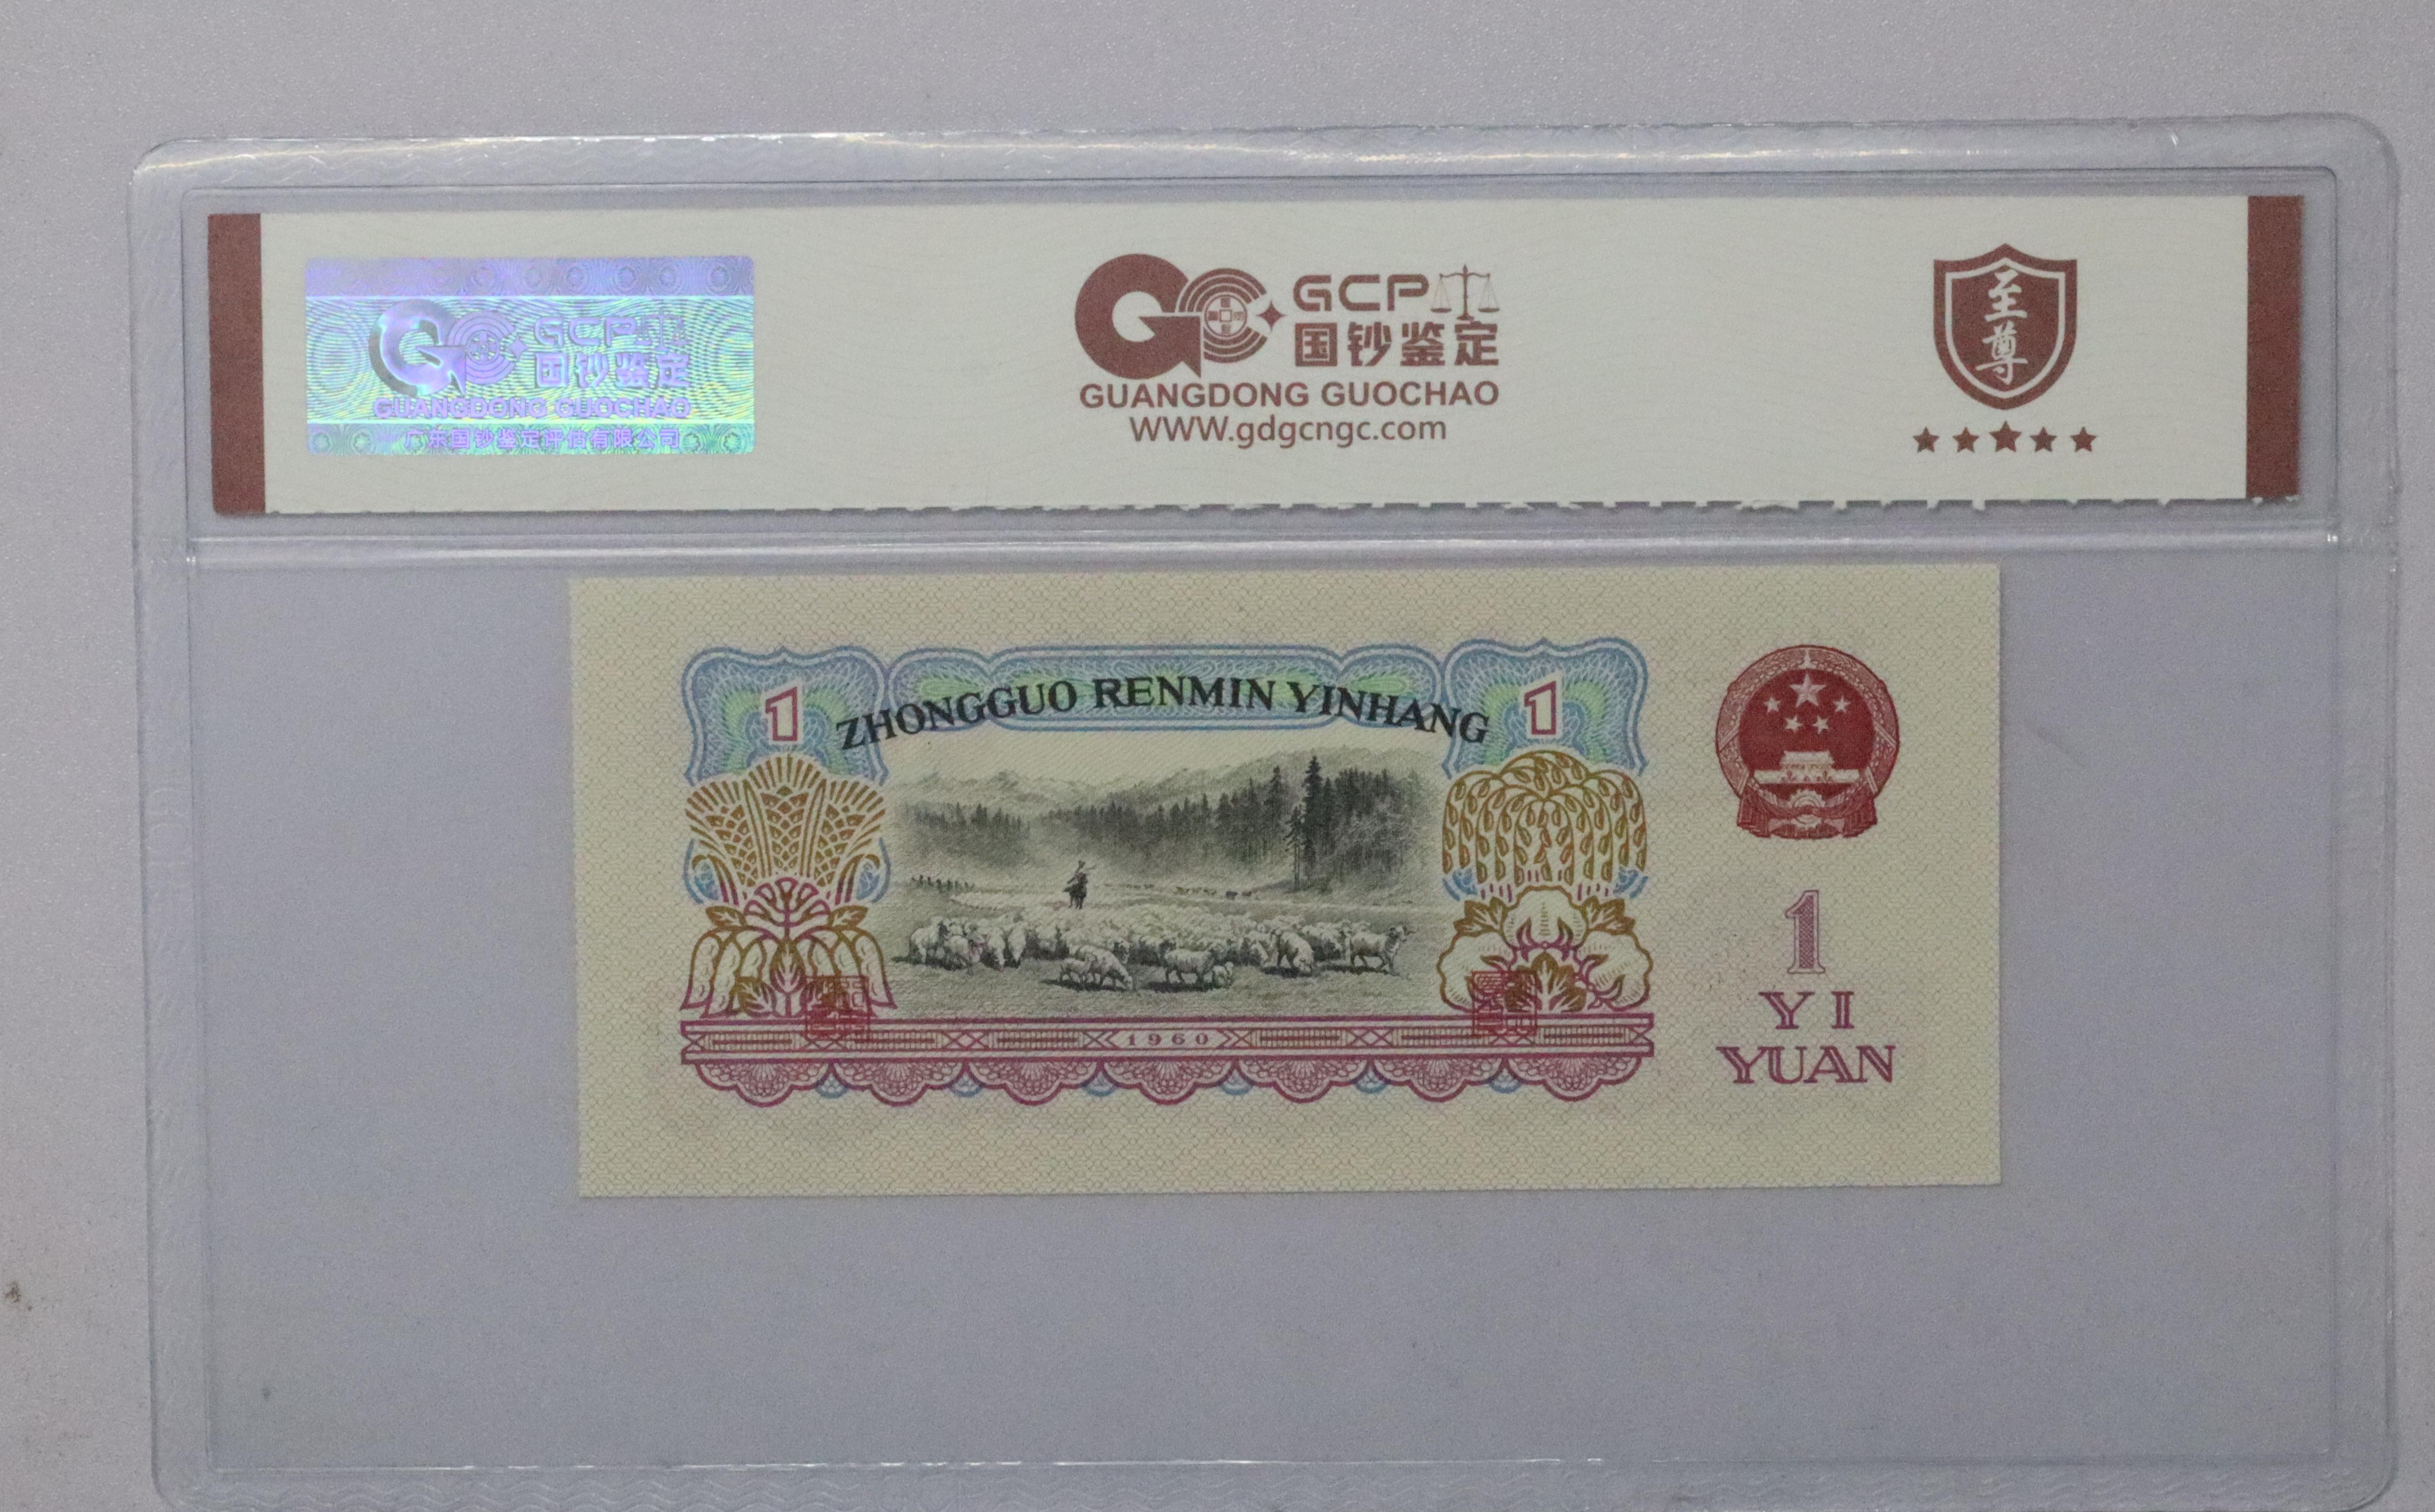 GCP
国钞鉴定
GUANGDONG GUOCHAO
广东国钞鉴定评估有限公司
GCP
国钞鉴定
GUANGDONG GUOCHAO
WWW.gdgcngc.com
至
尊
1
ZHONGGUO RENMIN YINHANG
1
1960
1
YI
YUAN